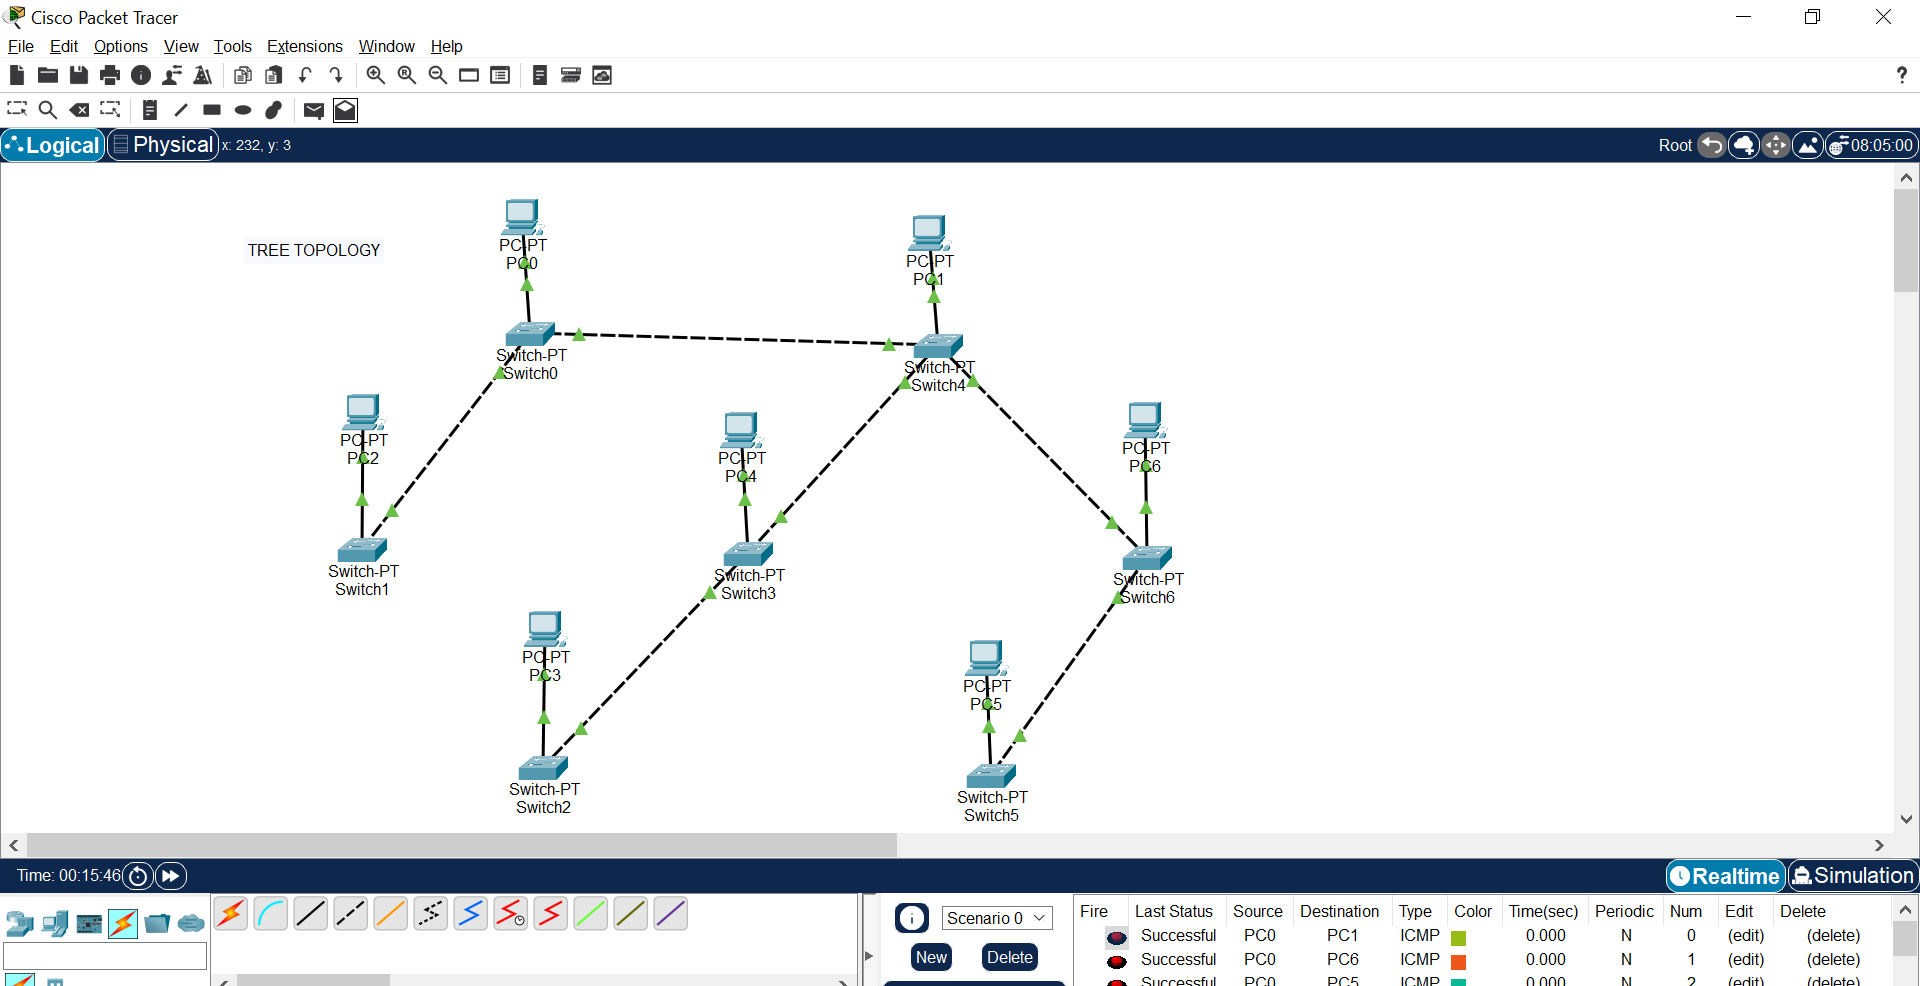 Cisco Packet Tracer
File Edit Options View Tools Extensions Window Help
?
Logical Physical x: 232, y: 3 Root 08:05:00
TREE TOPOLOGY
PC-PT
PC0
PC-PT
PC1
Switch-PT
Switch0
Switch-PT
Switch4
PC-PT
PC2
PC-PT
PC4
PC-PT
PC6
Switch-PT
Switch1
Switch-PT
Switch3
Switch-PT
Switch6
PC-PT
PC3
PC-PT
PC5
Switch-PT
Switch2
Switch-PT
Switch5
Time: 00:15:46 Realtime Simulation
Scenario 0
New Delete
Fire Last Status Source Destination Type Color Time(sec) Periodic Num Edit Delete
Successful PC0 PC1 ICMP 0.000 N 0 (edit) (delete)
Successful PC0 PC6 ICMP 0.000 N 1 (edit) (delete)
Successful PC0 PC5 ICMP 0.000 N 2 (edit) (delete)